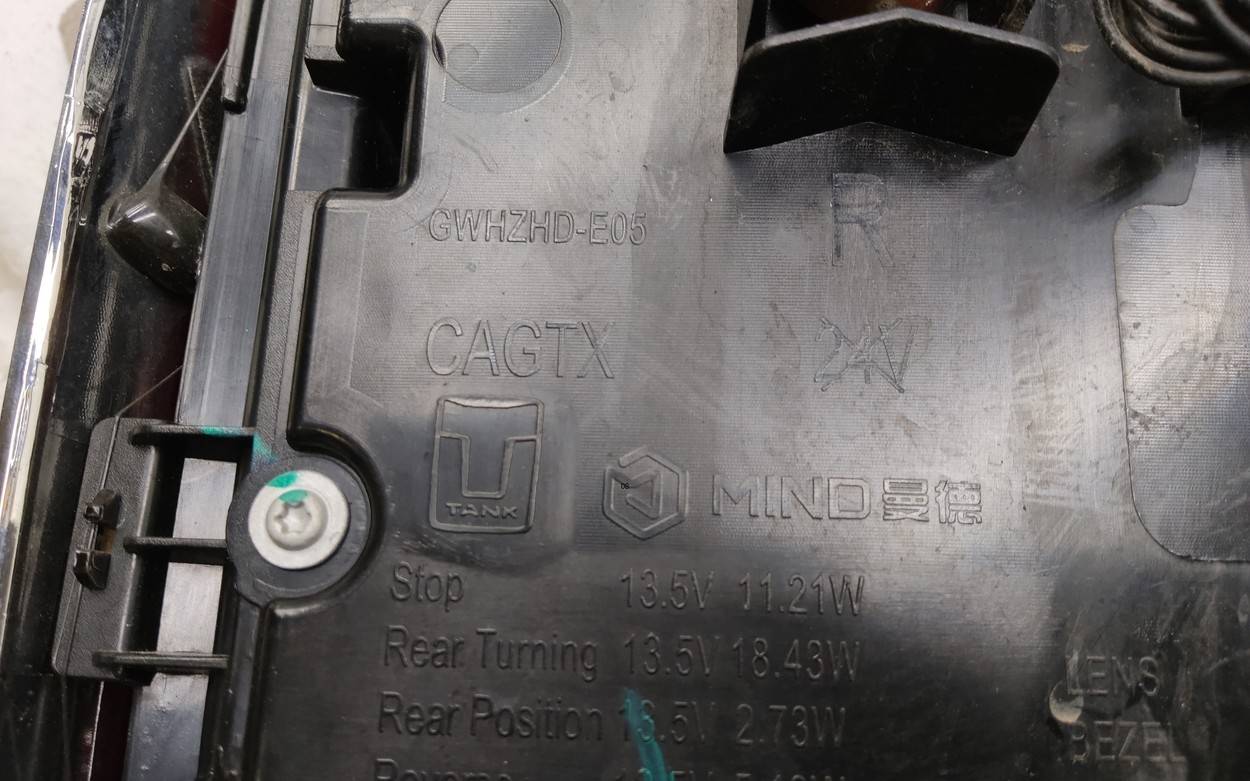 GWHZHD-E05
R
CAGTX
TANK
MIND 曼德
Stop 13.5V 11.21W
Rear Turning 13.5V 18.43W
Rear Position 13.5V 2.73W
Reverse
LENS
BEZEL